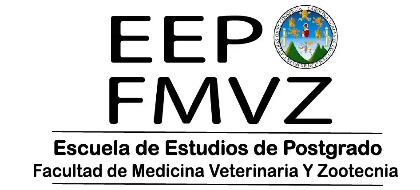 EEP
FMVZ
Escuela de Estudios de Postgrado
Facultad de Medicina Veterinaria Y Zootecnia